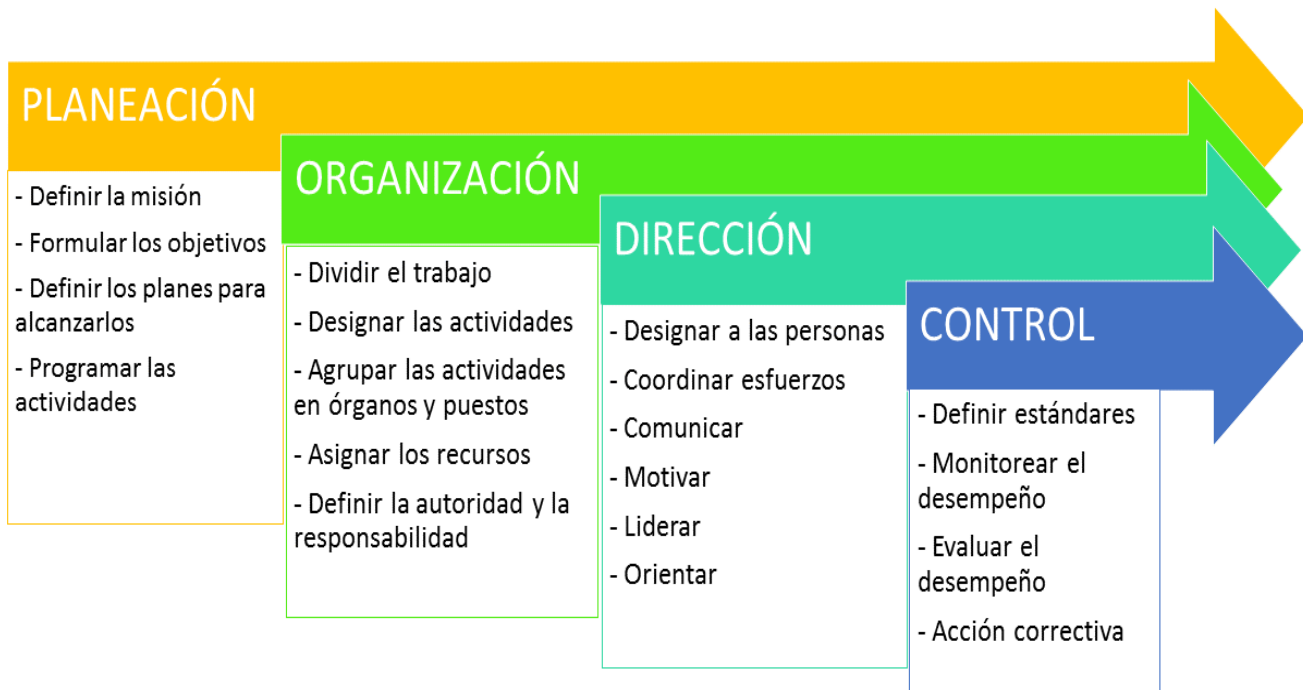 PLANEACIÓN
- Definir la misión
- Formular los objetivos
- Definir los planes para
alcanzarlos
- Programar las
actividades
ORGANIZACIÓN
- Dividir el trabajo
- Designar las actividades
- Agrupar las actividades
en órganos y puestos
- Asignar los recursos
- Definir la autoridad y la
responsabilidad
DIRECCIÓN
- Designar a las personas
- Coordinar esfuerzos
- Comunicar
- Motivar
- Liderar
- Orientar
CONTROL
- Definir estándares
- Monitorear el
desempeño
- Evaluar el
desempeño
- Acción correctiva